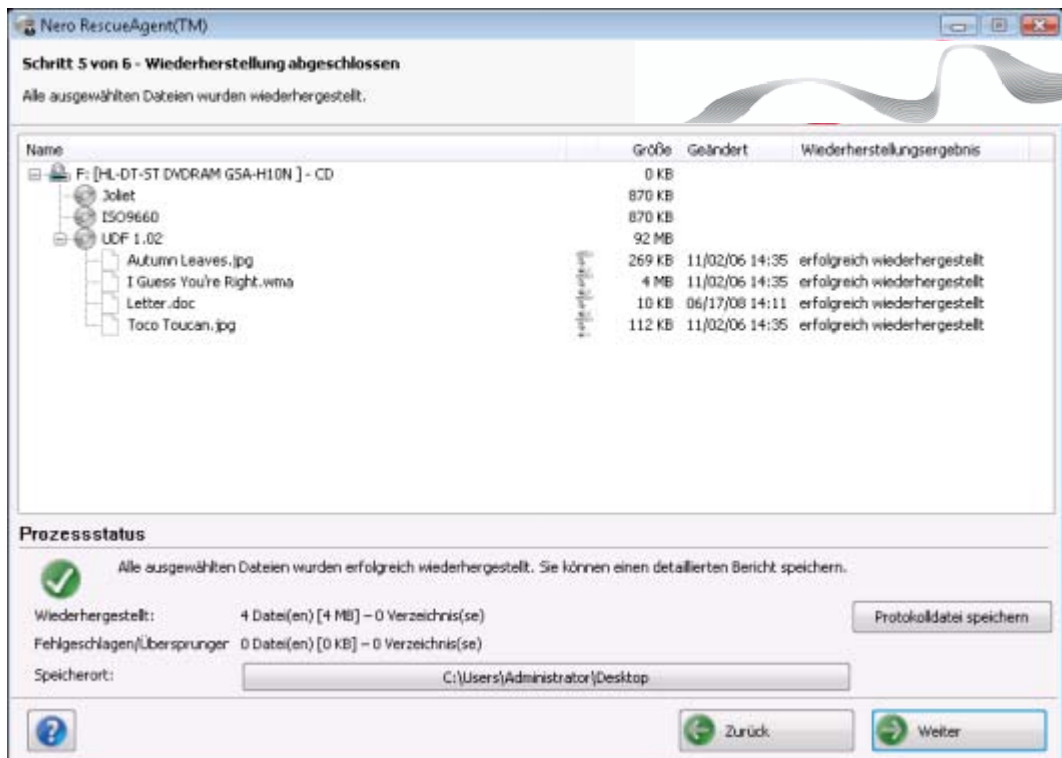 Nero RescueAgent(TM)
Schritt 5 von 6 - Wiederherstellung abgeschlossen
Alle ausgewählten Dateien wurden wiederhergestellt.
Name Größe Geändert Wiederherstellungsergebnis
F: [HL-DT-ST DVDRAM GSA-H10N ] - CD 0 KB
Joliet 870 KB
ISO9660 870 KB
UDF 1.02 92 MB
Autumn Leaves.jpg 269 KB 11/02/06 14:35 erfolgreich wiederhergestellt
I Guess You're Right.wma 4 MB 11/02/06 14:35 erfolgreich wiederhergestellt
Letter.doc 10 KB 06/17/08 14:11 erfolgreich wiederhergestellt
Toco Toucan.jpg 112 KB 11/02/06 14:35 erfolgreich wiederhergestellt
Prozessstatus
Alle ausgewählten Dateien wurden erfolgreich wiederhergestellt. Sie können einen detaillierten Bericht speichern.
Wiederhergestellt: 4 Datei(en) [4 MB] – 0 Verzeichnis(se)
Protokolldatei speichern
Fehlgeschlagen/Übersprunger 0 Datei(en) [0 KB] – 0 Verzeichnis(se)
Speicherort: C:\Users\Administrator\Desktop
? Zurück Weiter